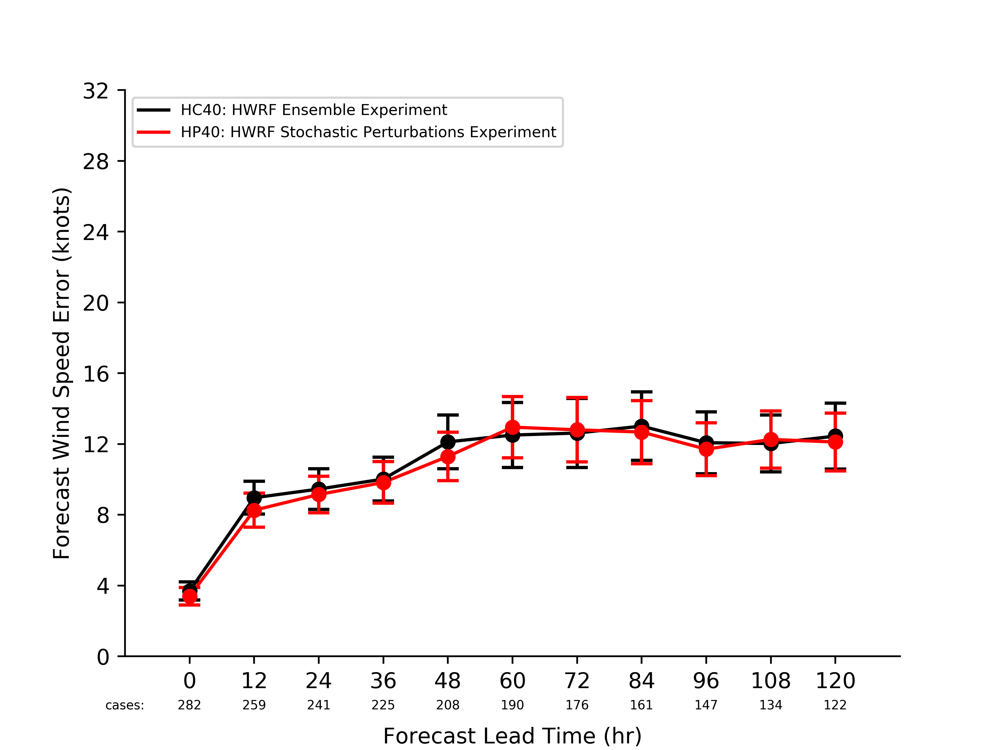 32
HC40: HWRF Ensemble Experiment
HP40: HWRF Stochastic Perturbations Experiment
28
24
20
16
12
8
4
0
Forecast Wind Speed Error (knots)
0 12 24 36 48 60 72 84 96 108 120
cases: 282 259 241 225 208 190 176 161 147 134 122
Forecast Lead Time (hr)